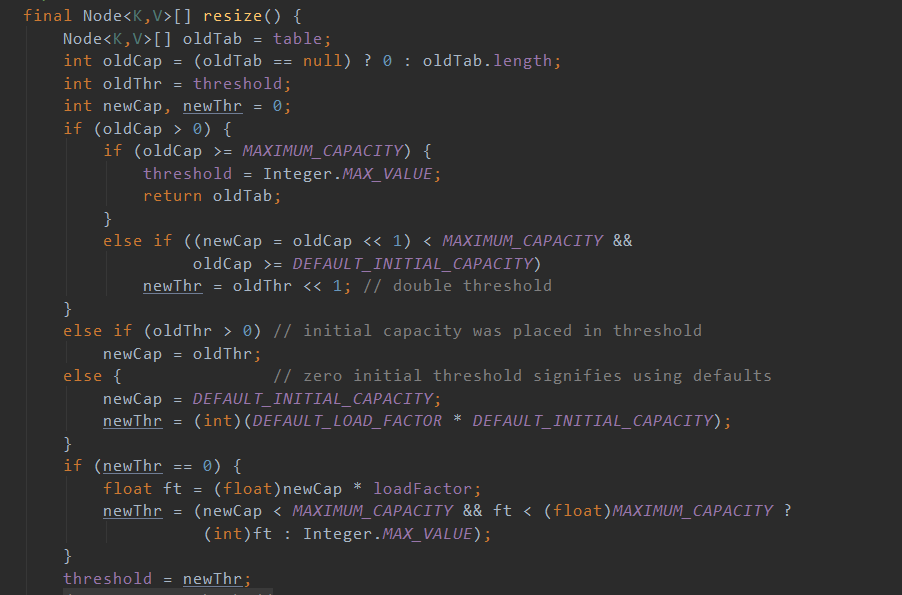 final Node<K,V>[] resize() {
    Node<K,V>[] oldTab = table;
    int oldCap = (oldTab == null) ? 0 : oldTab.length;
    int oldThr = threshold;
    int newCap, newThr = 0;
    if (oldCap > 0) {
        if (oldCap >= MAXIMUM_CAPACITY) {
            threshold = Integer.MAX_VALUE;
            return oldTab;
        }
        else if ((newCap = oldCap << 1) < MAXIMUM_CAPACITY &&
                 oldCap >= DEFAULT_INITIAL_CAPACITY)
            newThr = oldThr << 1; // double threshold
    }
    else if (oldThr > 0) // initial capacity was placed in threshold
        newCap = oldThr;
    else {               // zero initial threshold signifies using defaults
        newCap = DEFAULT_INITIAL_CAPACITY;
        newThr = (int)(DEFAULT_LOAD_FACTOR * DEFAULT_INITIAL_CAPACITY);
    }
    if (newThr == 0) {
        float ft = (float)newCap * loadFactor;
        newThr = (newCap < MAXIMUM_CAPACITY && ft < (float)MAXIMUM_CAPACITY ?
                  (int)ft : Integer.MAX_VALUE);
    }
    threshold = newThr;